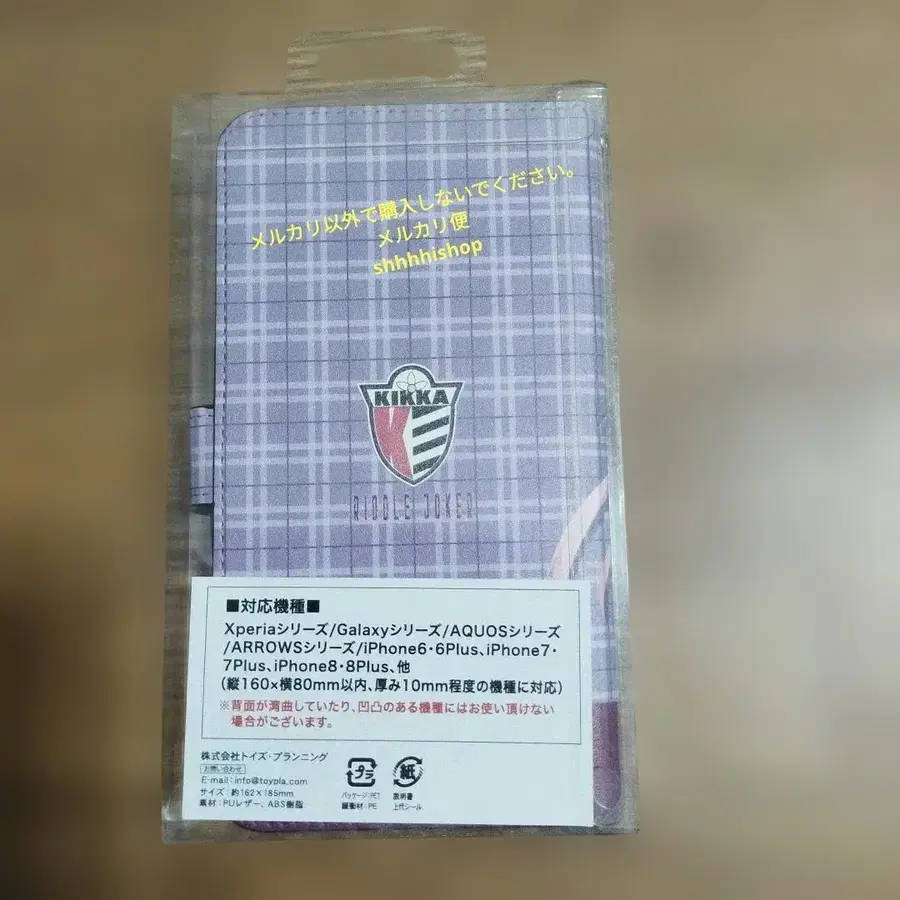 メルカリ以外で購入しないでください。
メルカリ便
shhhhishop
KIKKA
RIDDLE JOKER
■対応機種■
Xperiaシリーズ/Galaxyシリーズ/AQUOSシリーズ
/ARROWSシリーズ/iPhone6・6Plus、iPhone7・
7Plus、iPhone8・8Plus、他
(縦160×横80mm以内、厚み10mm程度の機種に対応)
※背面が湾曲していたり、凹凸のある機種にはお使い頂けない
場合がございます。
株式会社トイズ・プランニング
お問い合わせ
E-mail:info@toypla.com
サイズ:約162×185mm
素材:PUレザー、ABS樹脂
プラ
パッケージ:PET
緩衝材:PE
紙
説明書
上代シール